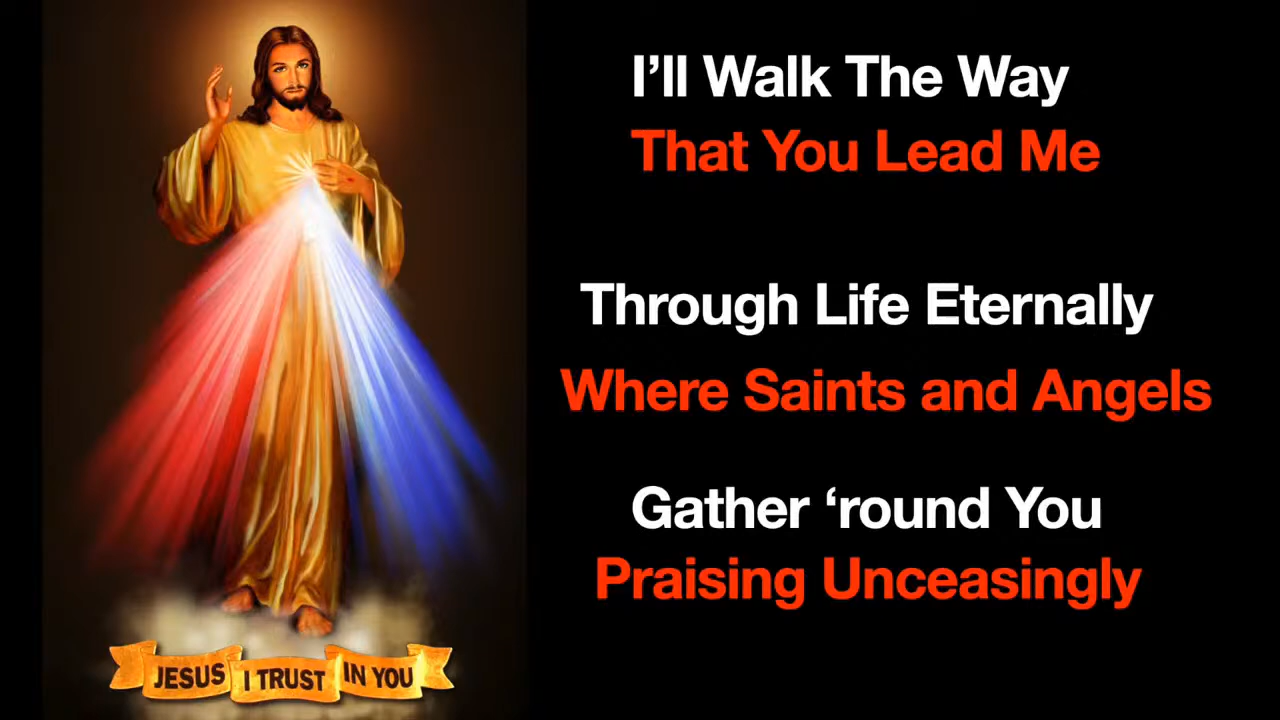 I’ll Walk The Way
That You Lead Me
Through Life Eternally
Where Saints and Angels
Gather ‘round You
Praising Unceasingly
JESUS I TRUST IN YOU